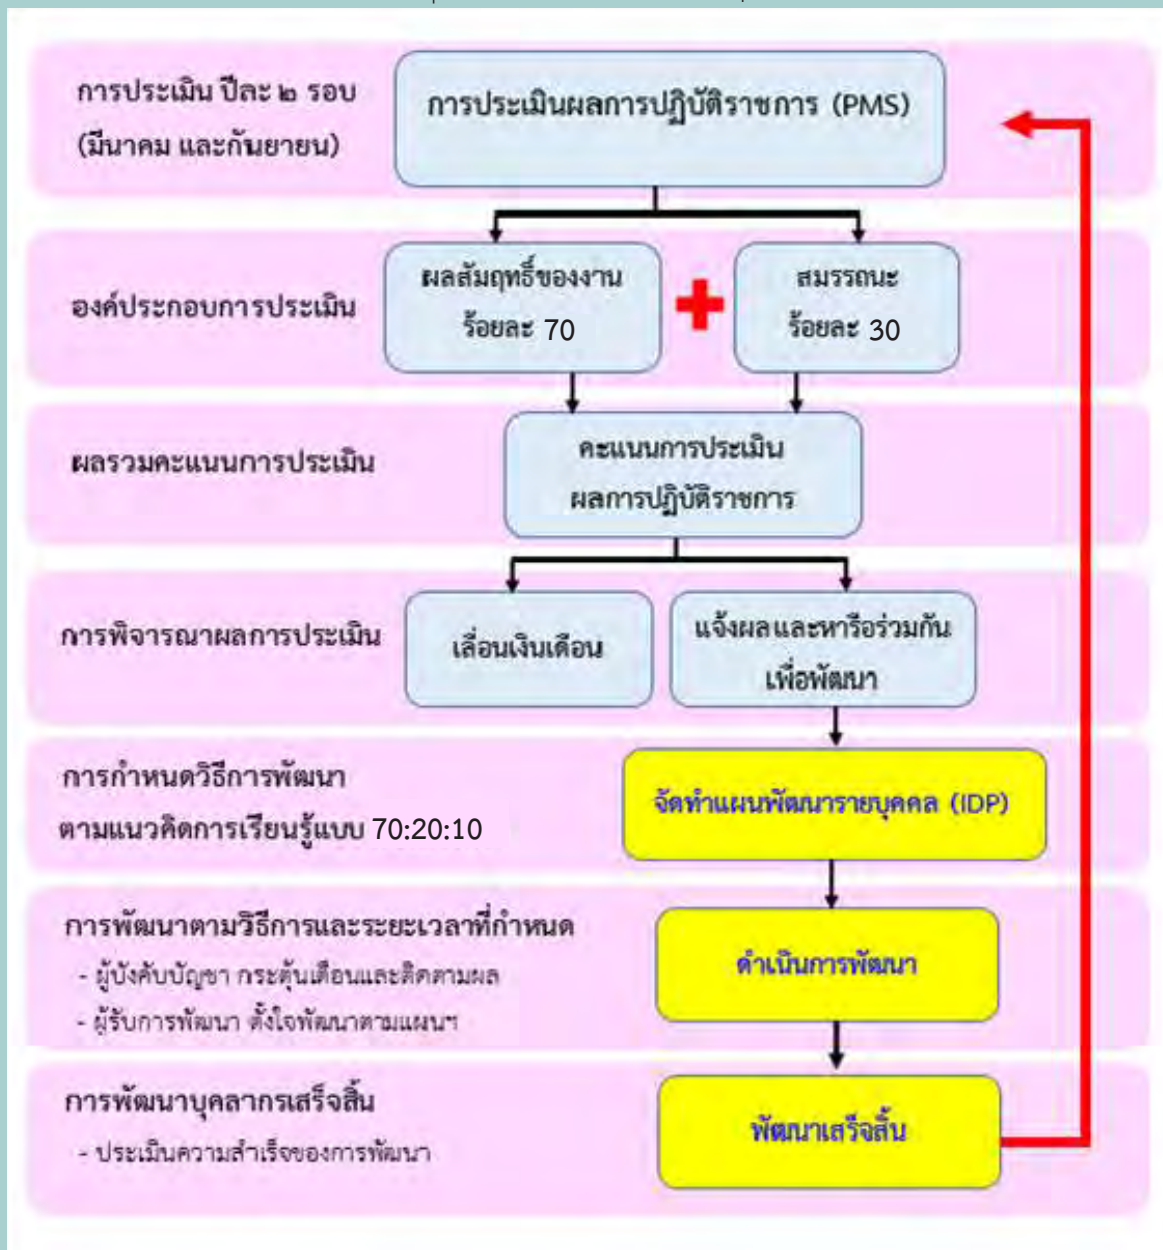 การประเมิน ปีละ ๒ รอบ
(มีนาคม และกันยายน)
การประเมินผลการปฏิบัติราชการ (PMS)
องค์ประกอบการประเมิน
ผลสัมฤทธิ์ของงาน
ร้อยละ 70
สมรรถนะ
ร้อยละ 30
ผลรวมคะแนนการประเมิน
คะแนนการประเมิน
ผลการปฏิบัติราชการ
การพิจารณาผลการประเมิน
เลื่อนเงินเดือน
แจ้งผลและหารือร่วมกัน
เพื่อพัฒนา
การกำหนดวิธีการพัฒนา
ตามแนวคิดการเรียนรู้แบบ 70:20:10
จัดทำแผนพัฒนารายบุคคล (IDP)
การพัฒนาตามวิธีการและระยะเวลาที่กำหนด
- ผู้บังคับบัญชา กระตุ้นเตือนและติดตามผล
- ผู้รับการพัฒนา ตั้งใจพัฒนาตามแผนฯ
ดำเนินการพัฒนา
การพัฒนาบุคลากรเสร็จสิ้น
- ประเมินความสำเร็จของการพัฒนา
พัฒนาเสร็จสิ้น